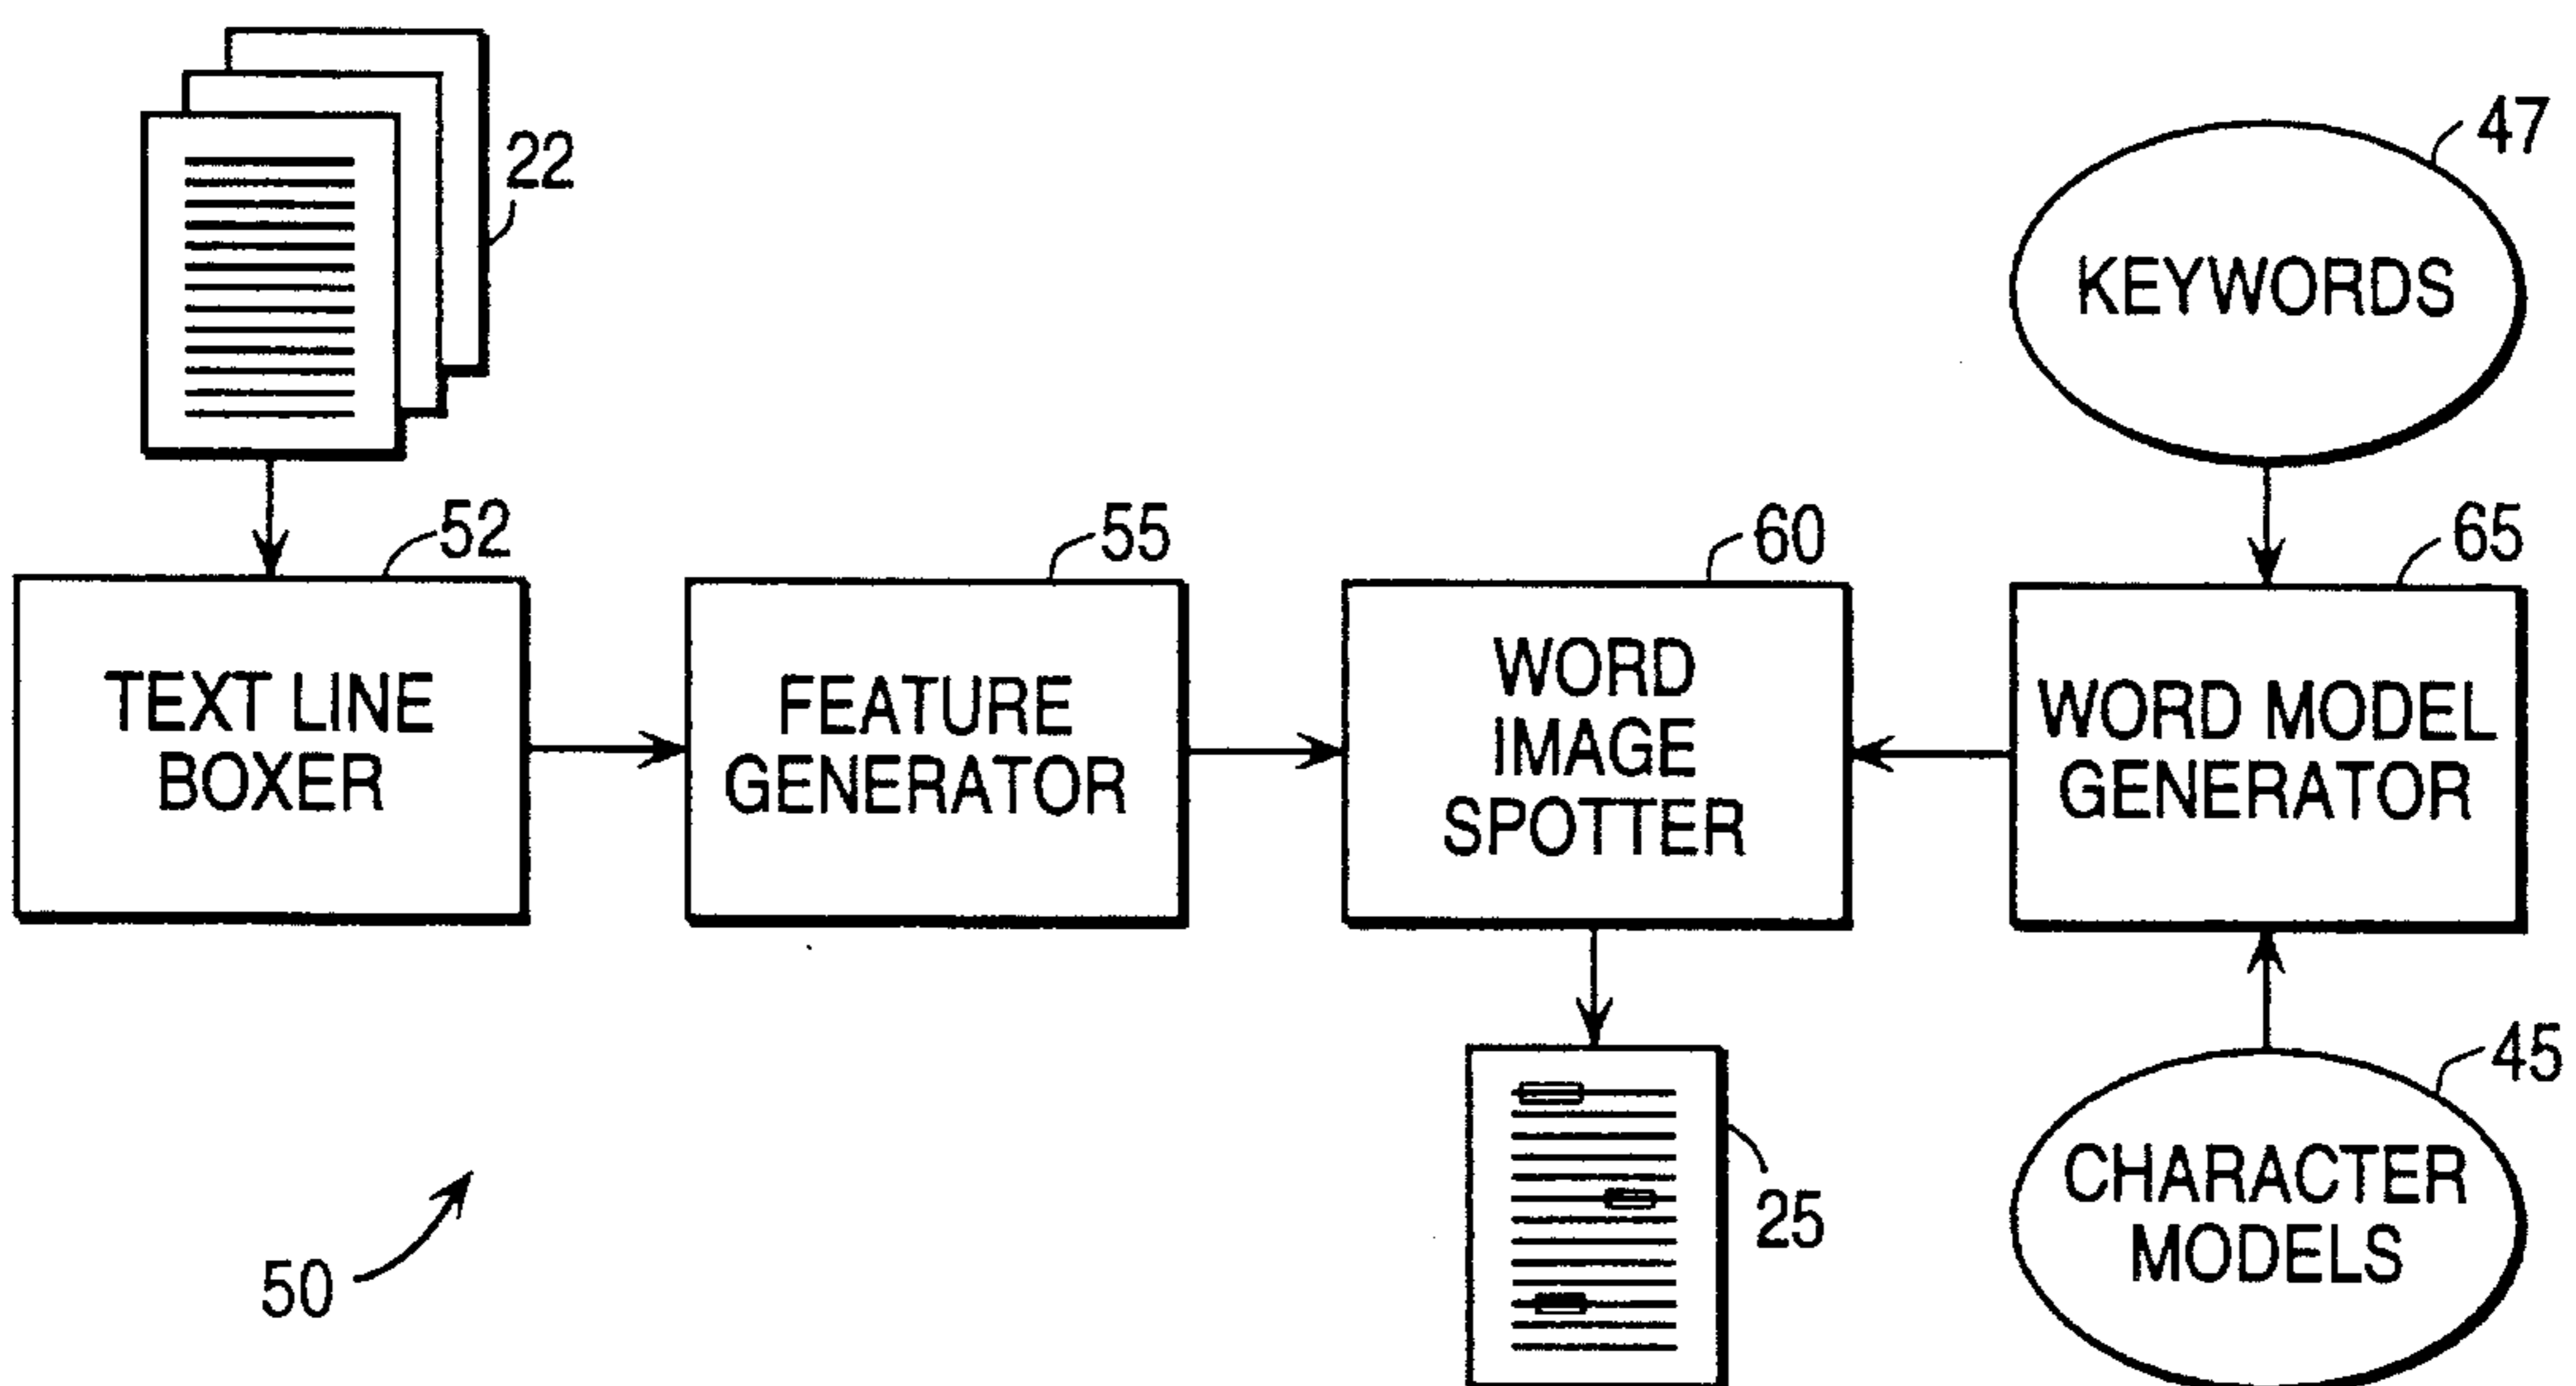 22
47
KEYWORDS
52
55
60
65
TEXT LINE
BOXER
FEATURE
GENERATOR
WORD
IMAGE
SPOTTER
WORD MODEL
GENERATOR
25
45
CHARACTER
MODELS
50